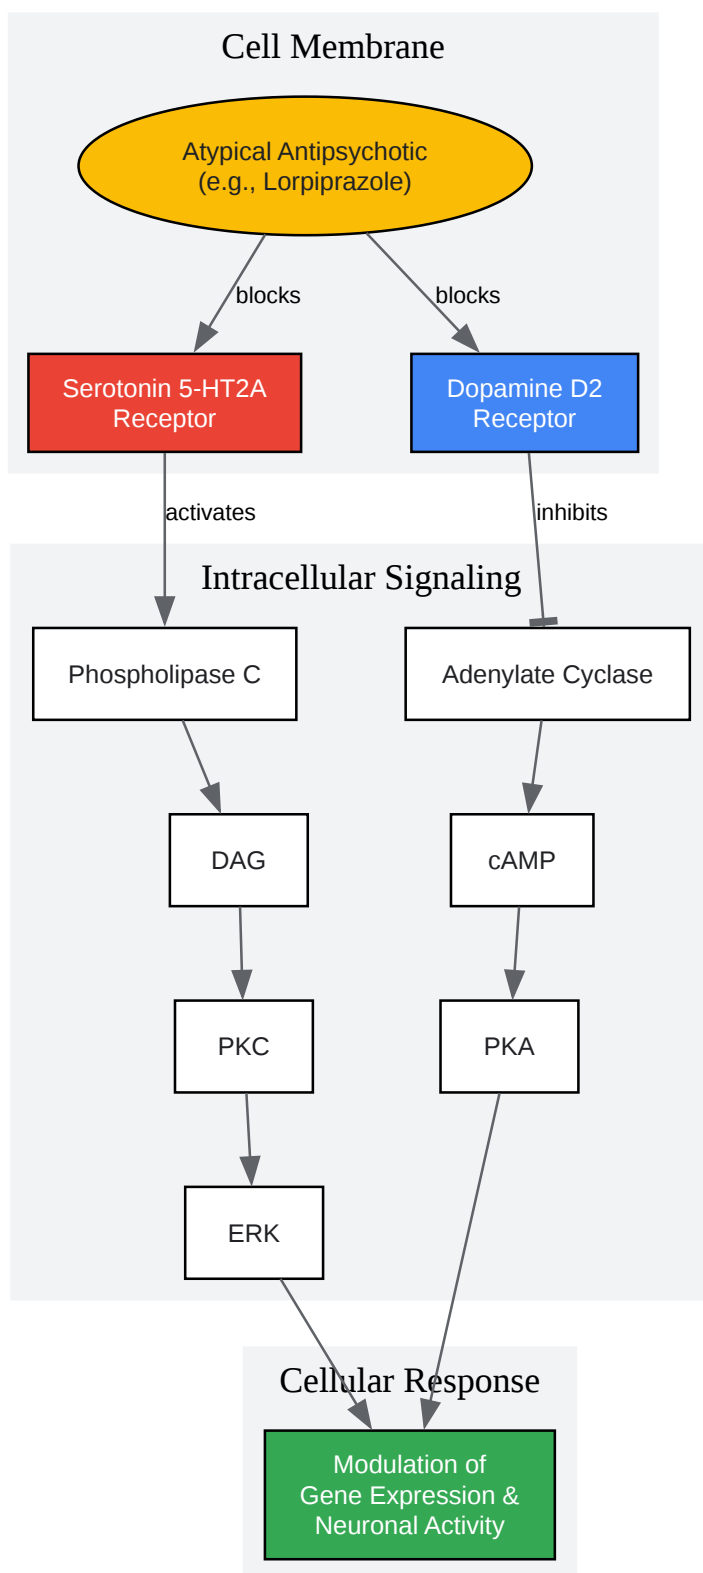 Cell Membrane
Atypical Antipsychotic
(e.g., Lorpiprazole)
blocks
blocks
Serotonin 5-HT2A
Receptor
Dopamine D2
Receptor
activates
inhibits
Intracellular Signaling
Phospholipase C
Adenylate Cyclase
DAG
cAMP
PKC
PKA
ERK
Cellular Response
Modulation of
Gene Expression &
Neuronal Activity